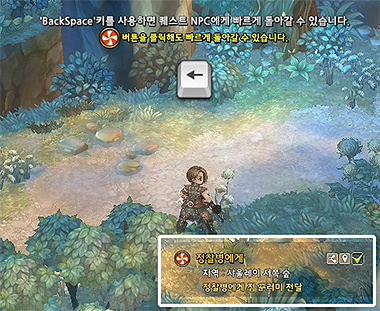 'BackSpace'키를 사용하면 퀘스트 NPC에게 빠르게 돌아갈 수 있습니다.
버튼을 클릭해도 빠르게 돌아갈 수 있습니다.
정찰병에게
지역 - 샤울레이 서쪽 숲
정찰병에게 짐 꾸러미 전달